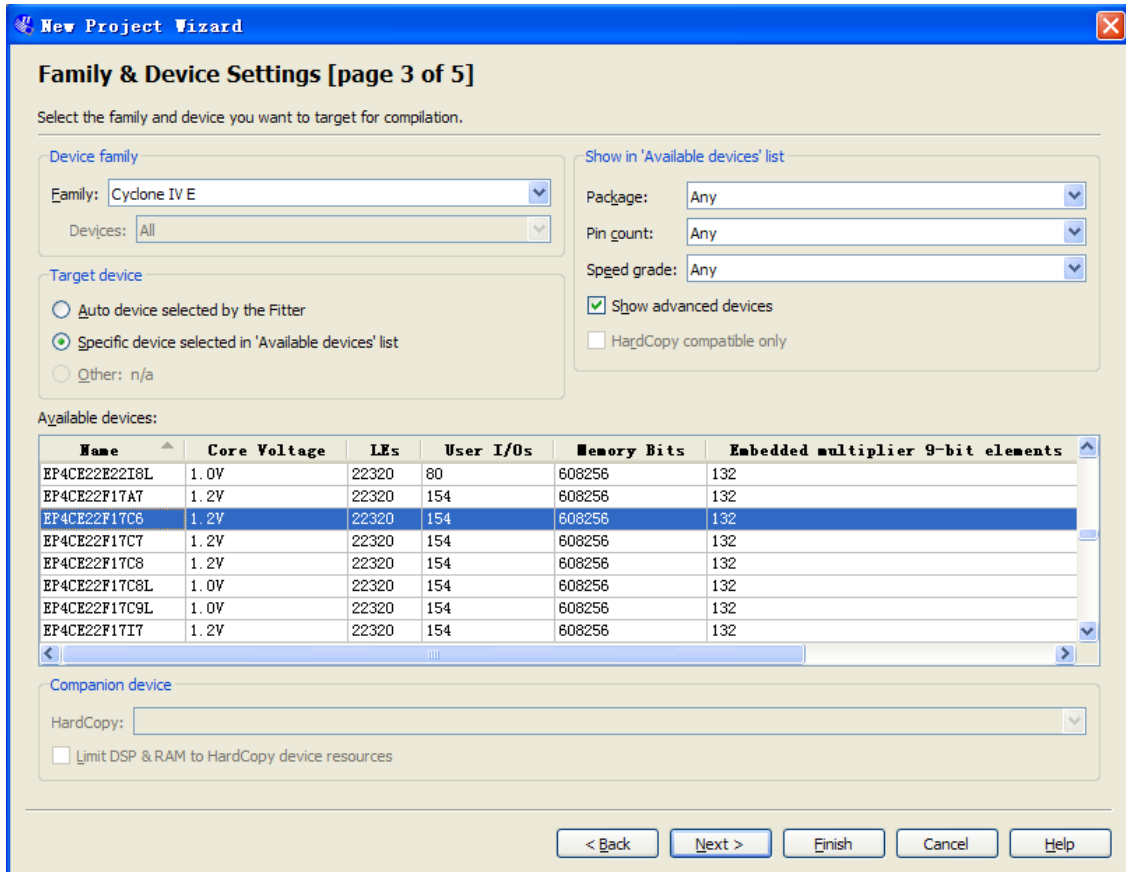 New Project Wizard
Family & Device Settings [page 3 of 5]
Select the family and device you want to target for compilation.
Device family
Family: Cyclone IV E
Devices: All
Show in 'Available devices' list
Package: Any
Pin count: Any
Speed grade: Any
Show advanced devices
HardCopy compatible only
Target device
Auto device selected by the Fitter
Specific device selected in 'Available devices' list
Other: n/a
Available devices:
Name Core Voltage LEs User I/Os Memory Bits Embedded multiplier 9-bit elements
EP4CE22E22I8L 1.0V 22320 80 608256 132
EP4CE22F17A7 1.2V 22320 154 608256 132
EP4CE22F17C6 1.2V 22320 154 608256 132
EP4CE22F17C7 1.2V 22320 154 608256 132
EP4CE22F17C8 1.2V 22320 154 608256 132
EP4CE22F17C8L 1.0V 22320 154 608256 132
EP4CE22F17C9L 1.0V 22320 154 608256 132
EP4CE22F17I7 1.2V 22320 154 608256 132
Companion device
HardCopy:
Limit DSP & RAM to HardCopy device resources
< Back Next > Finish Cancel Help